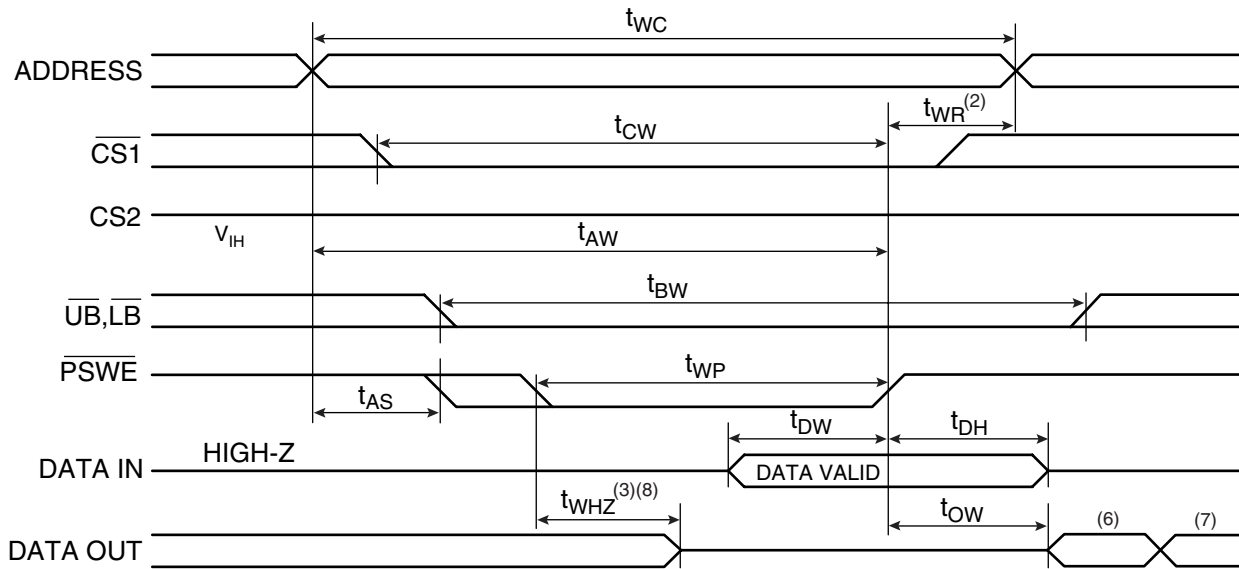 tWC
ADDRESS
tWR(2)
tCW
CS1
CS2
VIH
tAW
tBW
UB,LB
PSWE
tWP
tAS
tDW
tDH
HIGH-Z
DATA IN
DATA VALID
tWHZ(3)(8)
tOW
(6)
(7)
DATA OUT